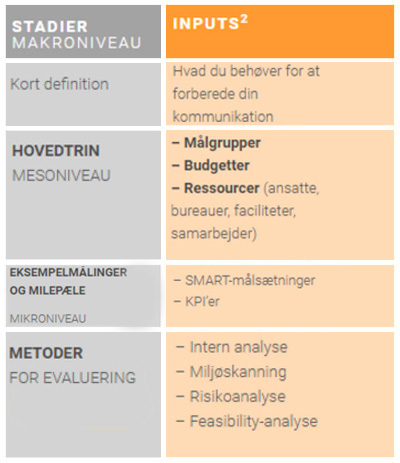 STADIER
MAKRONIVEAU
INPUTS²
Kort definition
Hvad du behøver for at
forberede din
kommunikation
HOVEDTRIN
MESONIVEAU
– Målgrupper
– Budgetter
– Ressourcer (ansatte,
bureauer, faciliteter,
samarbejder)
EKSEMPELMÅLINGER
OG MILEPÆLE
MIKRONIVEAU
– SMART-målsætninger
– KPI'er
METODER
FOR EVALUERING
– Intern analyse
– Miljøskanning
– Risikoanalyse
– Feasibility-analyse